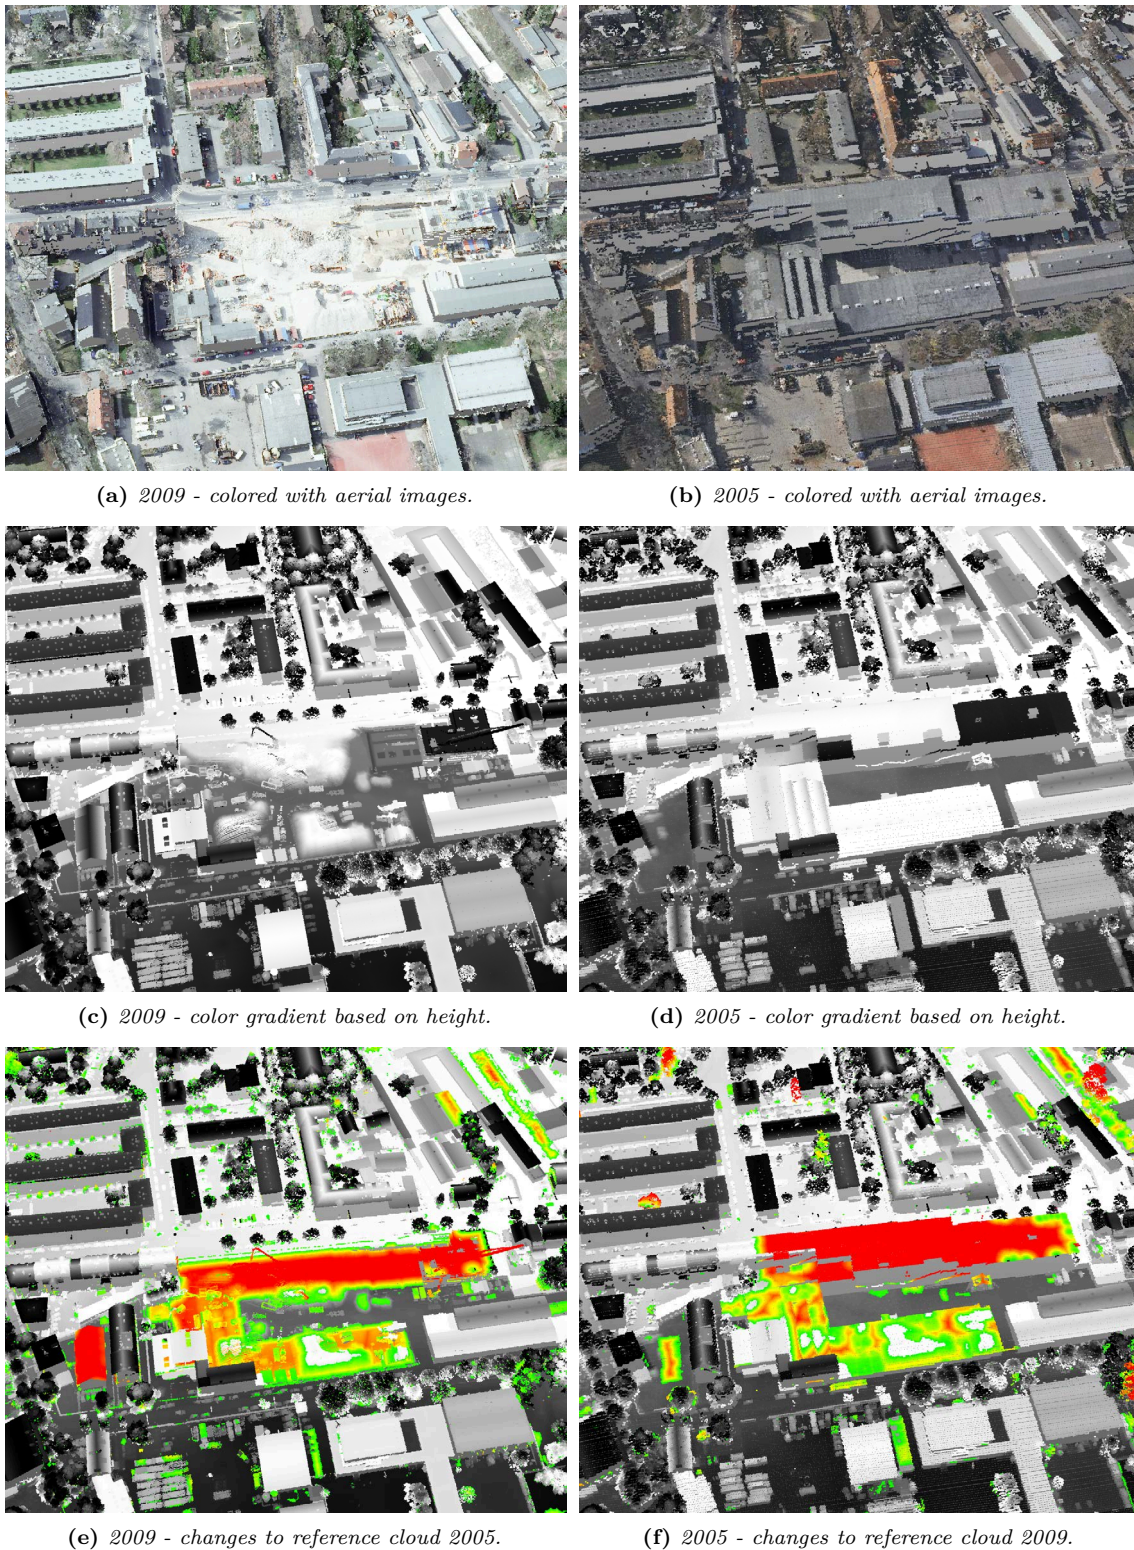 (a) 2009 - colored with aerial images.
(b) 2005 - colored with aerial images.
(c) 2009 - color gradient based on height.
(d) 2005 - color gradient based on height.
(e) 2009 - changes to reference cloud 2005.
(f) 2005 - changes to reference cloud 2009.